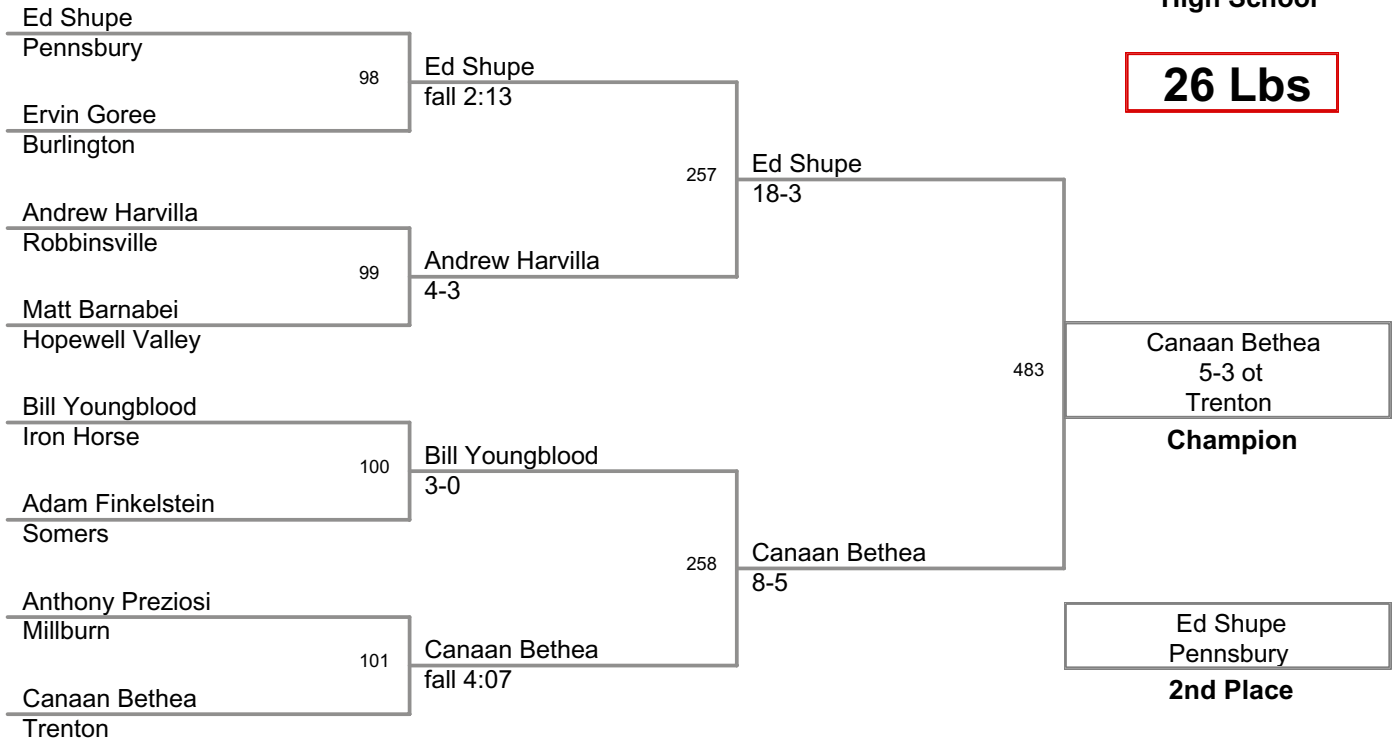 High School
26 Lbs
Ed Shupe
Pennsbury
98
Ervin Goree
Burlington
Ed Shupe
fall 2:13
Andrew Harvilla
Robbinsville
99
Matt Barnabei
Hopewell Valley
Andrew Harvilla
4-3
257
Ed Shupe
18-3
Bill Youngblood
Iron Horse
100
Adam Finkelstein
Somers
Bill Youngblood
3-0
Anthony Preziosi
Millburn
101
Canaan Bethea
Trenton
Canaan Bethea
fall 4:07
258
Canaan Bethea
8-5
483
Canaan Bethea
5-3 ot
Trenton
Champion
Ed Shupe
Pennsbury
2nd Place